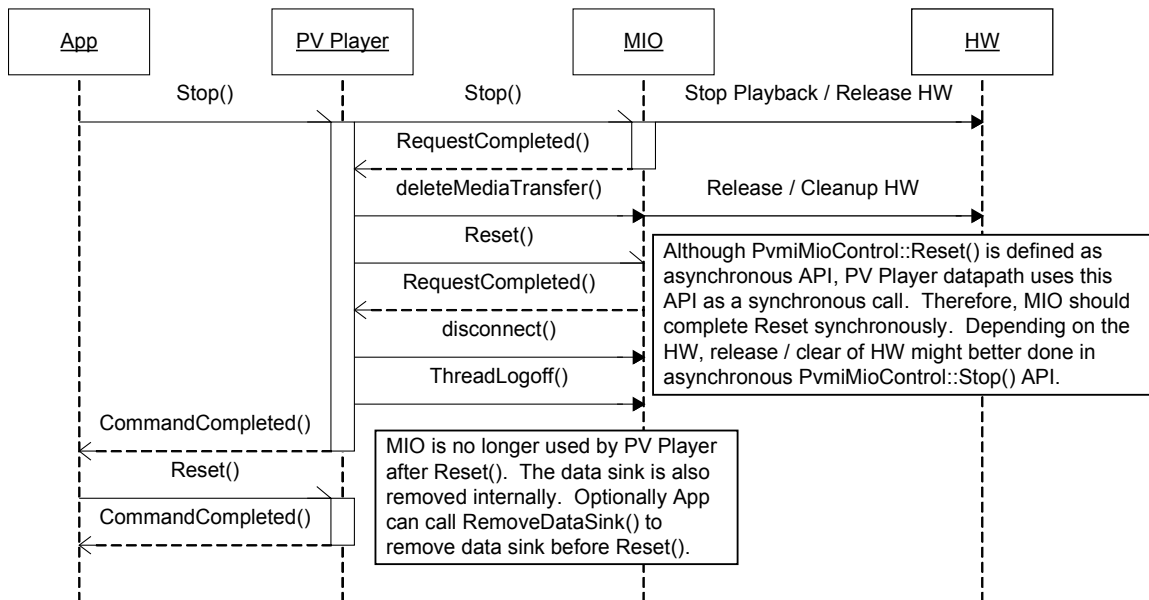 App
PV Player
MIO
HW
Stop()
Stop()
Stop Playback / Release HW
RequestCompleted()
deleteMediaTransfer()
Release / Cleanup HW
Reset()
Although PvmiMioControl::Reset() is defined as
asynchronous API, PV Player datapath uses this
API as a synchronous call.  Therefore, MIO should
complete Reset synchronously.  Depending on the
HW, release / clear of HW might better done in
asynchronous PvmiMioControl::Stop() API.
RequestCompleted()
disconnect()
ThreadLogoff()
CommandCompleted()
MIO is no longer used by PV Player
after Reset().  The data sink is also
removed internally.  Optionally App
can call RemoveDataSink() to
remove data sink before Reset().
Reset()
CommandCompleted()